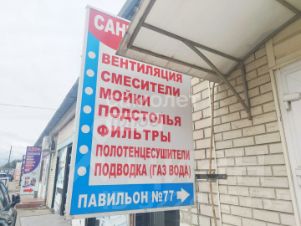 САН
ВЕНТИЛЯЦИЯ
СМЕСИТЕЛИ
МОЙКИ
ПОДСТОЛЬЯ
ФИЛЬТРЫ
ПОЛОТЕНЦЕСУШИТЕЛИ
ПОДВОДКА (ГАЗ ВОДА)
ПАВИЛЬОН №77